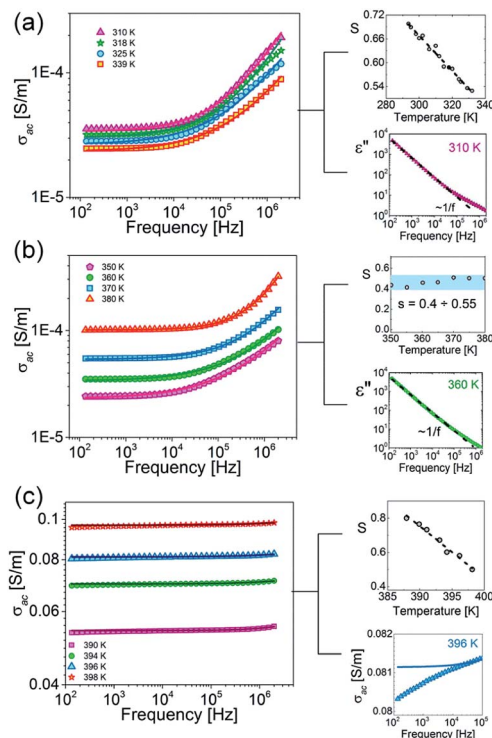 (a)
σac [S/m]
1E-4
1E-5
310 K
318 K
325 K
339 K
10² 10³ 10⁴ 10⁵ 10⁶
Frequency [Hz]
S
0.72
0.66
0.60
0.54
280 300 320 340
Temperature [K]
ε"
310 K
10⁴
10³
10²
10¹
10⁰
~1/f
10² 10³ 10⁴ 10⁵ 10⁶
Frequency [Hz]
(b)
σac [S/m]
1E-4
1E-5
350 K
360 K
370 K
380 K
10² 10³ 10⁴ 10⁵ 10⁶
Frequency [Hz]
S
0.6
0.4
0.2
0.0
s = 0.4 ÷ 0.55
350 360 370 380
ε"
360 K
10⁴
10³
10²
10¹
10⁰
~1/f
10² 10³ 10⁴ 10⁵ 10⁶
Frequency [Hz]
(c)
σac [S/m]
0.1
0.08
0.06
0.04
390 K
394 K
396 K
398 K
10² 10³ 10⁴ 10⁵ 10⁶
Frequency [Hz]
S
0.8
0.6
0.4
385 390 395 400
Temperature [K]
σac [S/m]
0.082
0.081
0.08
396 K
10² 10³ 10⁴ 10⁵
Frequency [Hz]